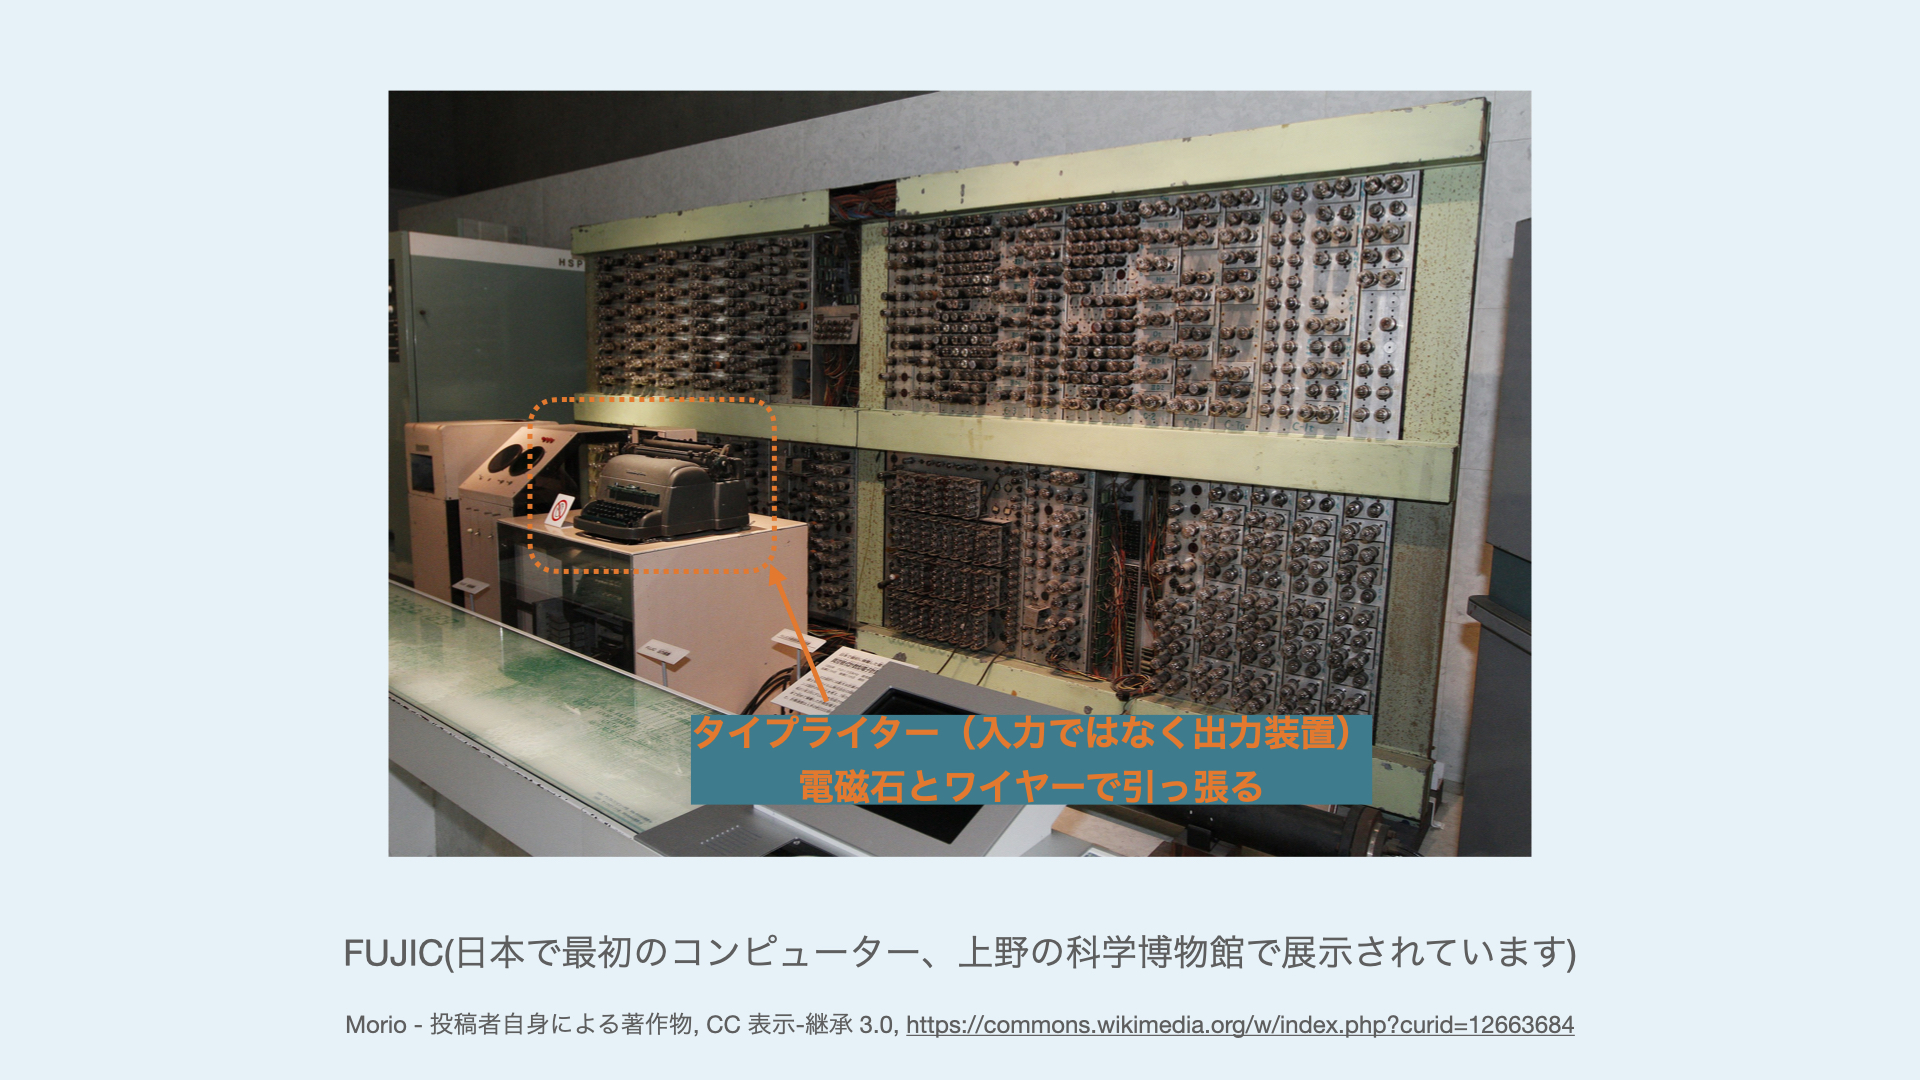 HSP
タイプライター（入力ではなく出力装置）
電磁石とワイヤーで引っ張る
FUJIC(日本で最初のコンピューター、上野の科学博物館で展示されています)
Morio - 投稿者自身による著作物, CC 表示-継承 3.0, https://commons.wikimedia.org/w/index.php?curid=12663684